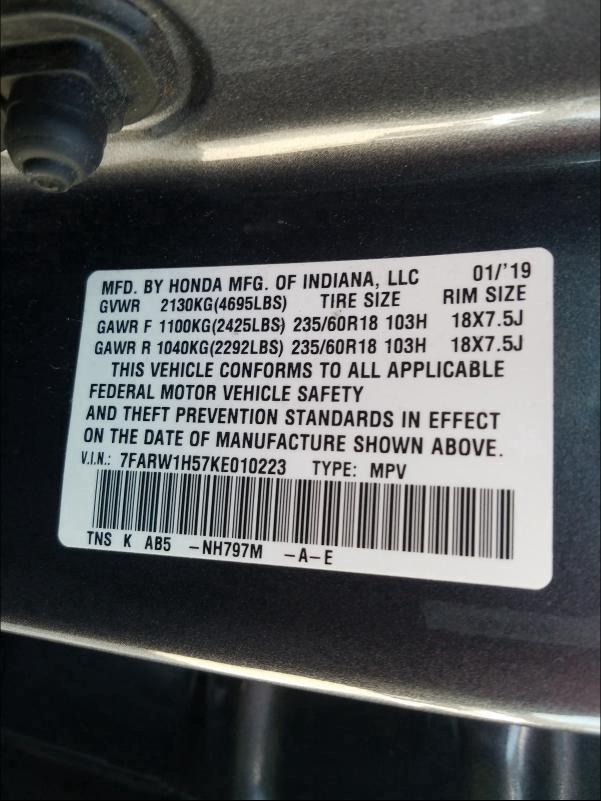 MFD. BY HONDA MFG. OF INDIANA, LLC 01/'19
GVWR 2130KG(4695LBS) TIRE SIZE RIM SIZE
GAWR F 1100KG(2425LBS) 235/60R18 103H 18X7.5J
GAWR R 1040KG(2292LBS) 235/60R18 103H 18X7.5J
THIS VEHICLE CONFORMS TO ALL APPLICABLE
FEDERAL MOTOR VEHICLE SAFETY
AND THEFT PREVENTION STANDARDS IN EFFECT
ON THE DATE OF MANUFACTURE SHOWN ABOVE.
V.I.N.: 7FARW1H57KE010223 TYPE: MPV
TNS K AB5 -NH797M -A-E